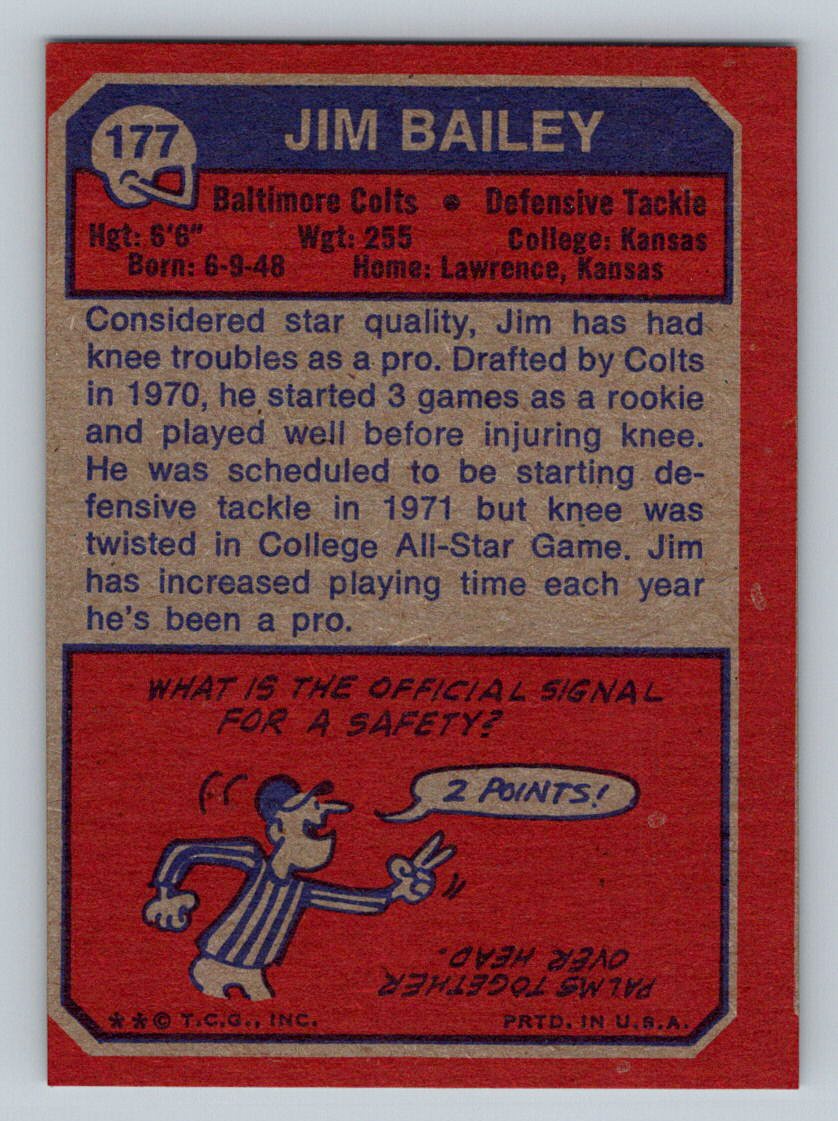 177
JIM BAILEY
Baltimore Colts • Defensive Tackle
Hgt: 6'6" Wgt: 255 College: Kansas
Born: 6-9-48 Home: Lawrence, Kansas
Considered star quality, Jim has had
knee troubles as a pro. Drafted by Colts
in 1970, he started 3 games as a rookie
and played well before injuring knee.
He was scheduled to be starting de-
fensive tackle in 1971 but knee was
twisted in College All-Star Game. Jim
has increased playing time each year
he's been a pro.
WHAT IS THE OFFICIAL SIGNAL
FOR A SAFETY?
2 POINTS!
PALMS TOGETHER
OVER HEAD.
**© T.C.G., INC. PRTD. IN U.S.A.